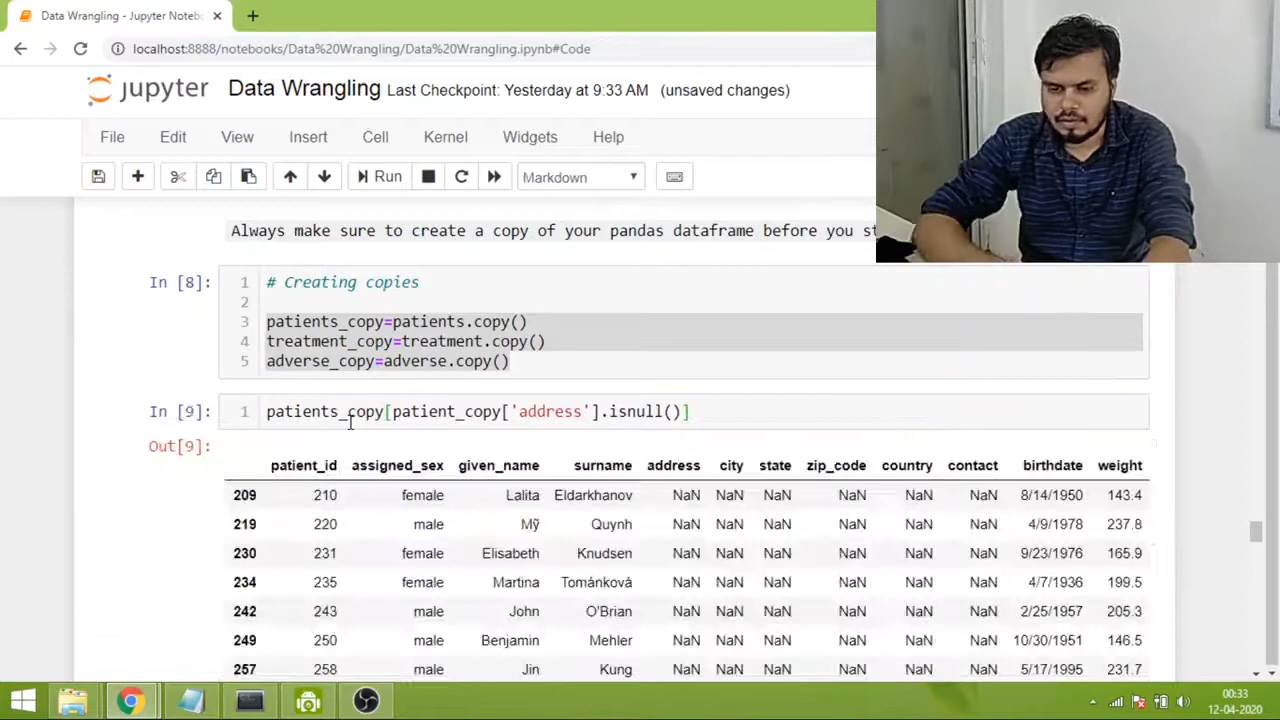 Data Wrangling - Jupyter Noteb
localhost:8888/notebooks/Data%20Wrangling/Data%20Wrangling.ipynb#Code
jupyter Data Wrangling Last Checkpoint: Yesterday at 9:33 AM (unsaved changes)
File Edit View Insert Cell Kernel Widgets Help
Run Markdown
Always make sure to create a copy of your pandas dataframe before you st
In [8]: 1 # Creating copies
2
3 patients_copy=patients.copy()
4 treatment_copy=treatment.copy()
5 adverse_copy=adverse.copy()
In [9]: 1 patients_copy[patient_copy['address'].isnull()]
Out[9]:
patient_id assigned_sex given_name surname address city state zip_code country contact birthdate weight
209 210 female Lalita Eldarkhanov NaN NaN NaN NaN NaN NaN 8/14/1950 143.4
219 220 male Mỹ Quynh NaN NaN NaN NaN NaN NaN 4/9/1978 237.8
230 231 female Elisabeth Knudsen NaN NaN NaN NaN NaN NaN 9/23/1976 165.9
234 235 female Martina Tománková NaN NaN NaN NaN NaN NaN 4/7/1936 199.5
242 243 male John O'Brian NaN NaN NaN NaN NaN NaN 2/25/1957 205.3
249 250 male Benjamin Mehler NaN NaN NaN NaN NaN NaN 10/30/1951 146.5
257 258 male Jin Kung NaN NaN NaN NaN NaN NaN 5/17/1995 231.7
00:33
12-04-2020